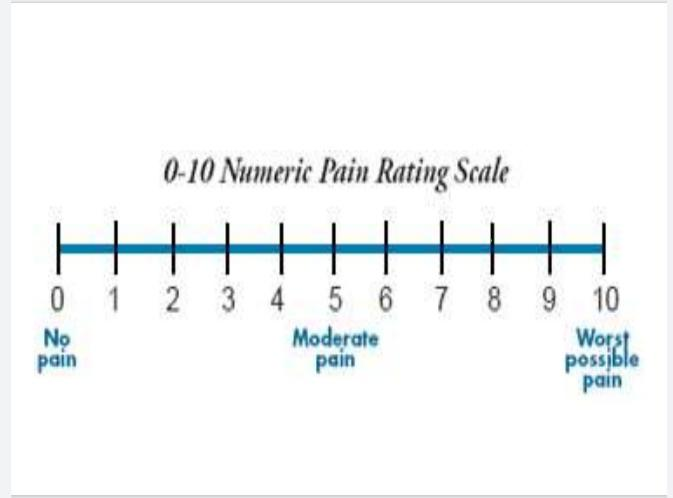 0-10 Numeric Pain Rating Scale
0 1 2 3 4 5 6 7 8 9 10
No pain
Moderate pain
Worst possible pain